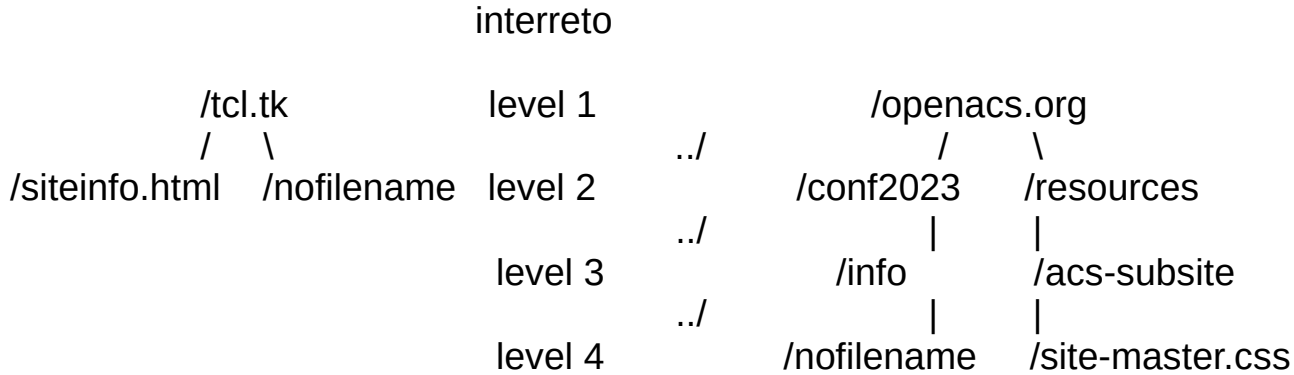 interreto
/tcl.tk level 1 /openacs.org
/ \ ../ / \
/siteinfo.html /nofilename level 2 /conf2023 /resources
../ | |
level 3 /info /acs-subsite
../ | |
level 4 /nofilename /site-master.css